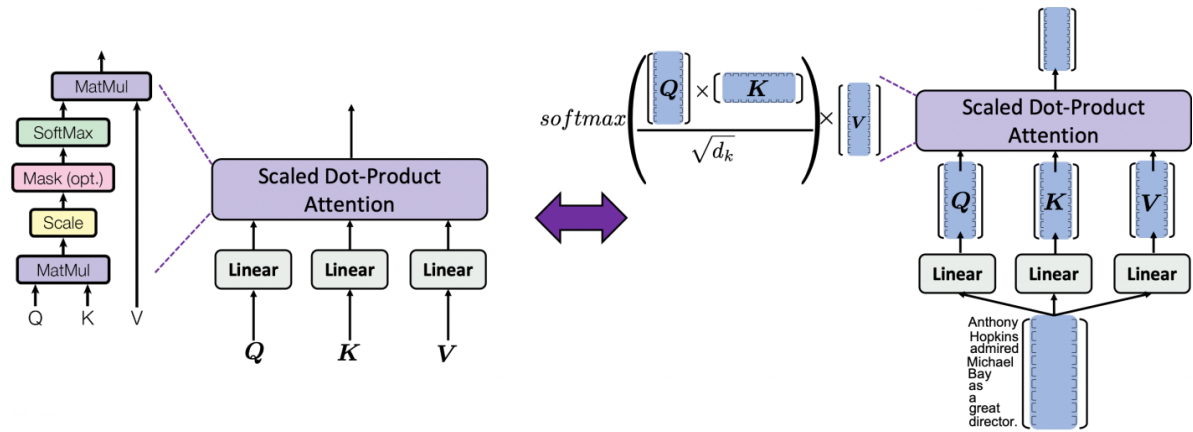 MatMul
SoftMax
Mask (opt.)
Scale
MatMul
Q K V
Scaled Dot-Product
Attention
Linear Linear Linear
Q K V
softmax
Q × K
√d_k
× V
Scaled Dot-Product
Attention
Q K V
Linear Linear Linear
Anthony
Hopkins
admired
Michael
Bay
as
a
great
director.